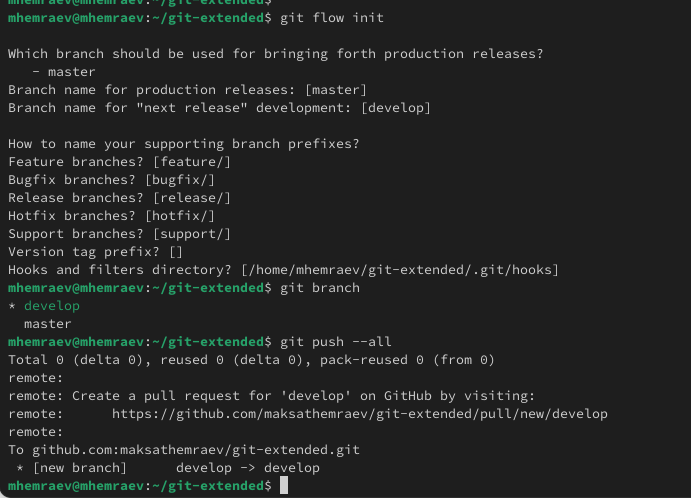 mhemraev@mhemraev:~/git-extended$
mhemraev@mhemraev:~/git-extended$ git flow init

Which branch should be used for bringing forth production releases?
   - master
Branch name for production releases: [master]
Branch name for "next release" development: [develop]

How to name your supporting branch prefixes?
Feature branches? [feature/]
Bugfix branches? [bugfix/]
Release branches? [release/]
Hotfix branches? [hotfix/]
Support branches? [support/]
Version tag prefix? []
Hooks and filters directory? [/home/mhemraev/git-extended/.git/hooks]
mhemraev@mhemraev:~/git-extended$ git branch
* develop
  master
mhemraev@mhemraev:~/git-extended$ git push --all
Total 0 (delta 0), reused 0 (delta 0), pack-reused 0 (from 0)
remote:
remote: Create a pull request for 'develop' on GitHub by visiting:
remote:      https://github.com/maksathemraev/git-extended/pull/new/develop
remote:
To github.com:maksathemraev/git-extended.git
 * [new branch]      develop -> develop
mhemraev@mhemraev:~/git-extended$